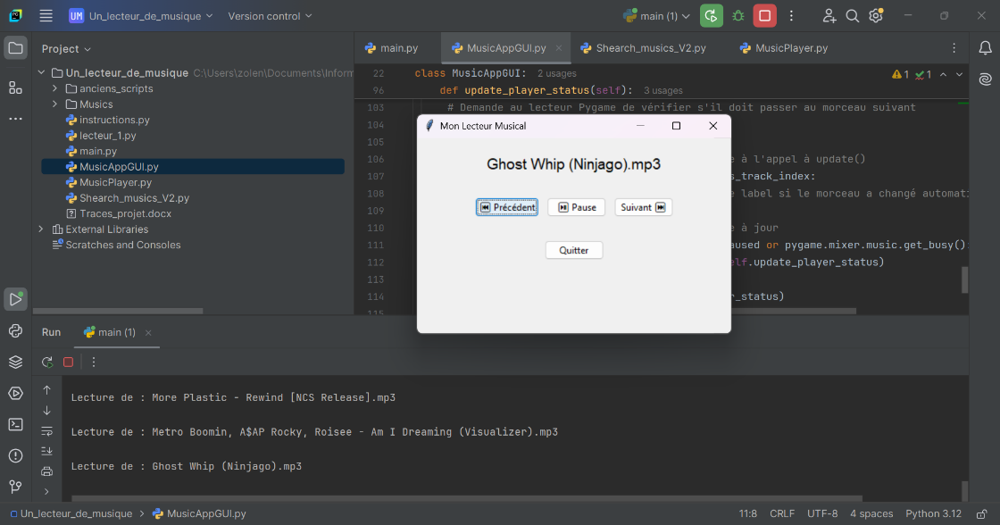 UM Un_lecteur_de_musique Version control main (1)
Project
main.py MusicAppGUI.py Shearch_musics_V2.py MusicPlayer.py
Un_lecteur_de_musique C:\Users\zolen\Documents\Inform
anciens_scripts
Musics
instructions.py
lecteur_1.py
main.py
MusicAppGUI.py
MusicPlayer.py
Shearch_musics_V2.py
Traces_projet.docx
External Libraries
Scratches and Consoles
22 class MusicAppGUI: 2 usages
1 1
96 def update_player_status(self): 3 usages
103 # Demande au lecteur Pygame de vérifier s'il doit passer au morceau suivant
104
105
106 e à l'appel à update()
107 s_track_index:
108 e label si le morceau a changé automati
109
110 e à jour
111 aused or pygame.mixer.music.get_busy():
112 elf.update_player_status)
113
114 r_status)
115
Mon Lecteur Musical
Ghost Whip (Ninjago).mp3
⏮ Précédent ⏯ Pause Suivant ⏭
Quitter
Run main (1)
Lecture de : More Plastic - Rewind [NCS Release].mp3
Lecture de : Metro Boomin, A$AP Rocky, Roisee - Am I Dreaming (Visualizer).mp3
Lecture de : Ghost Whip (Ninjago).mp3
Un_lecteur_de_musique > MusicAppGUI.py 11:8 CRLF UTF-8 4 spaces Python 3.12